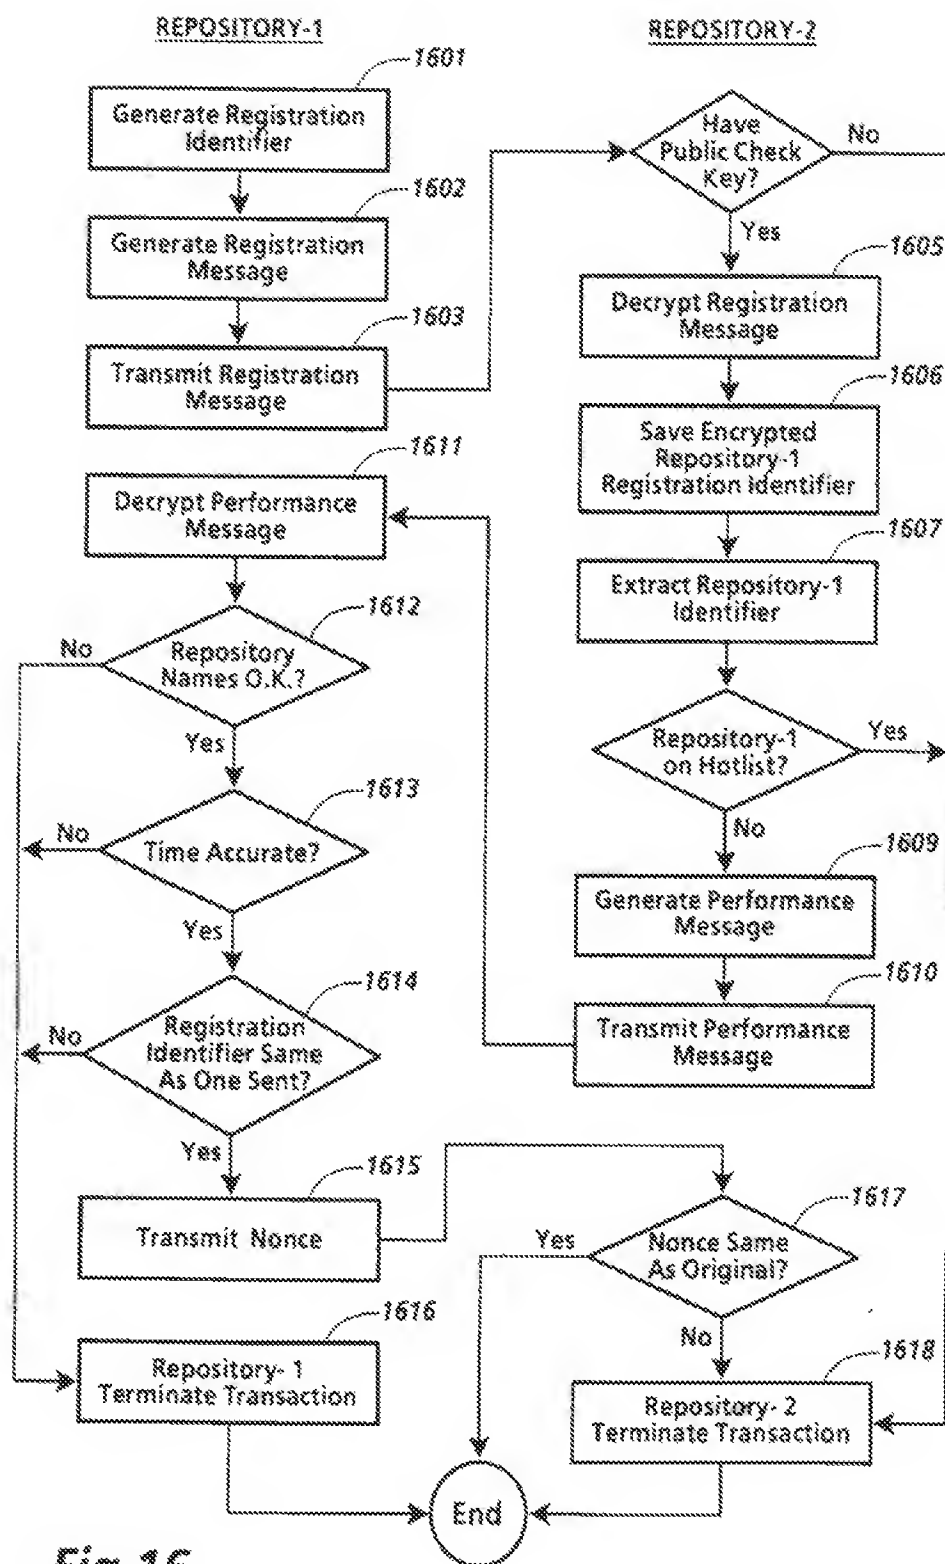 REPOSITORY-1
1601
Generate Registration
Identifier
1602
Generate Registration
Message
1603
Transmit Registration
Message
1611
Decrypt Performance
Message
1612
No
Repository
Names O.K.?
Yes
1613
No
Time Accurate?
Yes
1614
No
Registration
Identifier Same
As One Sent?
Yes
1615
Transmit Nonce
1616
Repository- 1
Terminate Transaction
REPOSITORY-2
Have
Public Check
Key?
No
Yes
1605
Decrypt Registration
Message
1606
Save Encrypted
Repository-1
Registration Identifier
1607
Extract Repository-1
Identifier
Repository-1
on Hotlist?
Yes
No
1609
Generate Performance
Message
1610
Transmit Performance
Message
1617
Yes
Nonce Same
As Original?
No
1618
Repository- 2
Terminate Transaction
End
Fig. 16